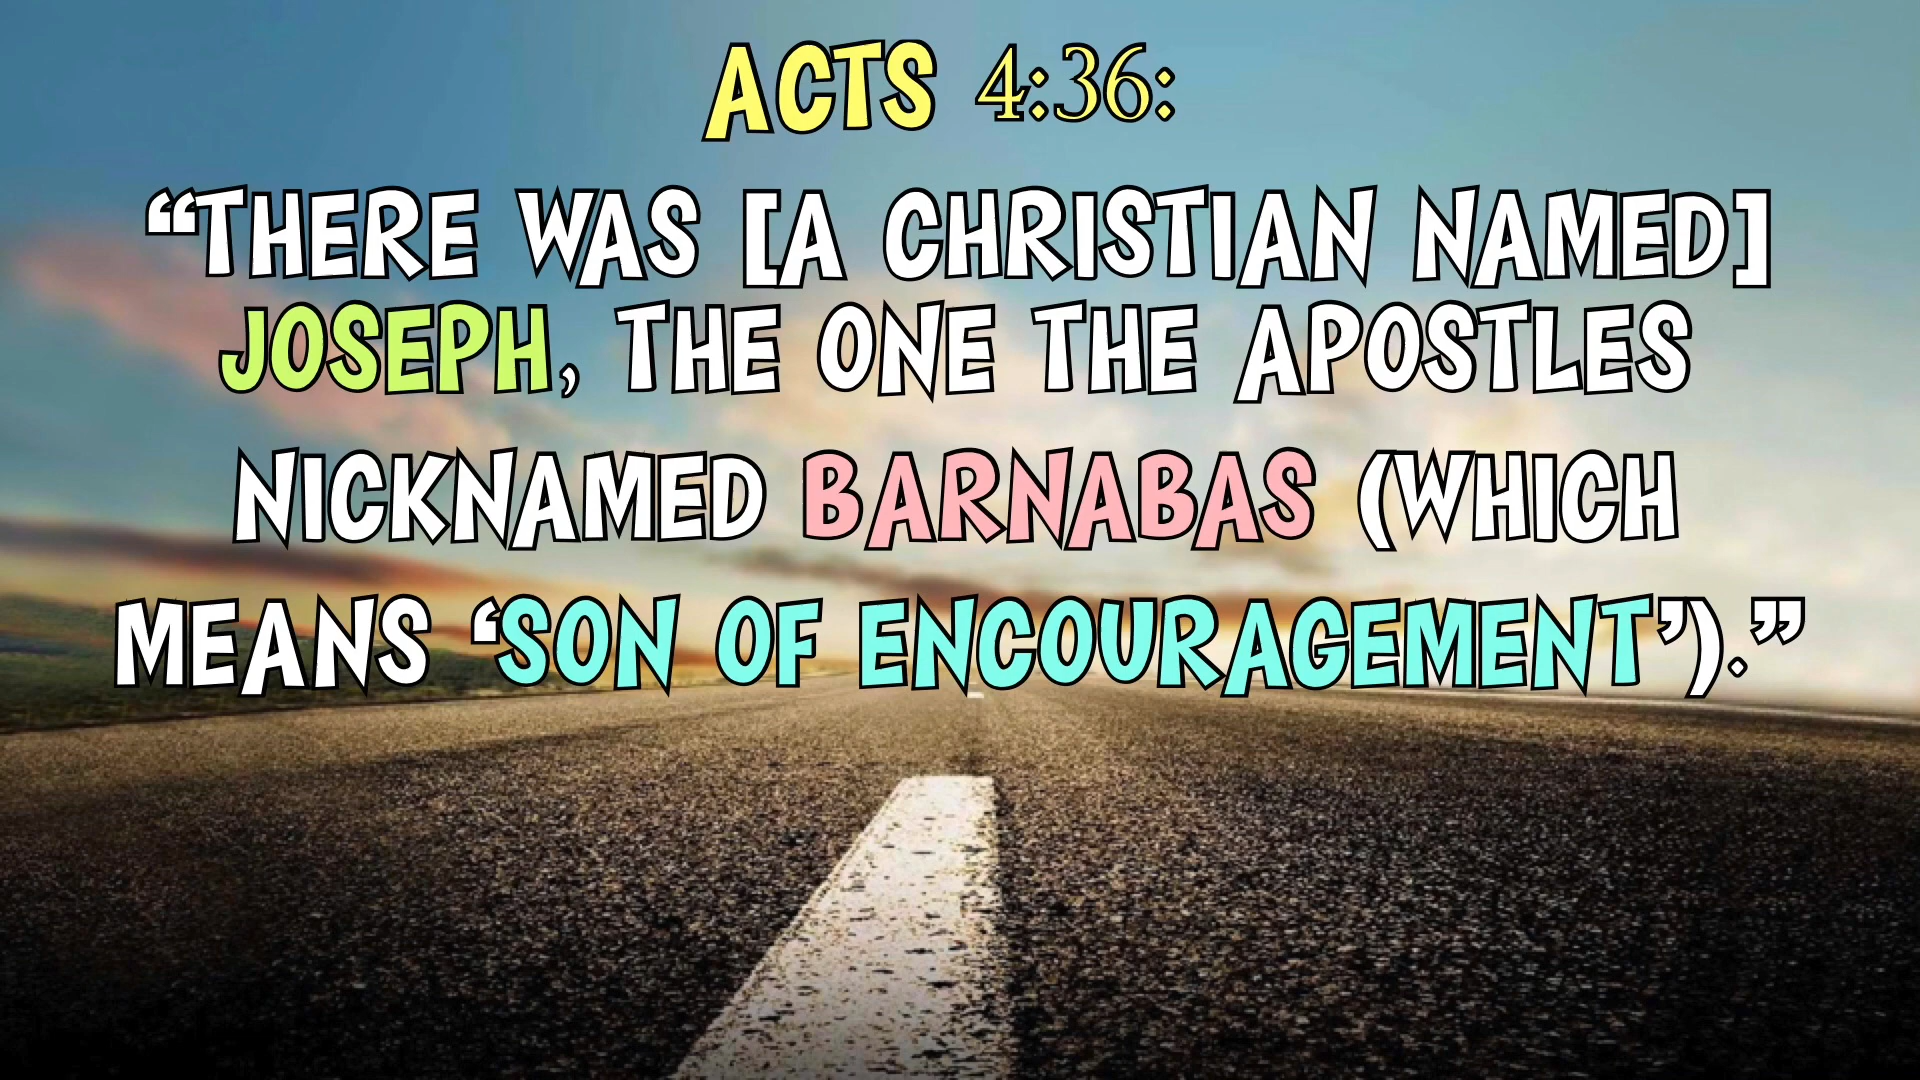 ACTS 4:36:
“THERE WAS [A CHRISTIAN NAMED]
JOSEPH, THE ONE THE APOSTLES
NICKNAMED BARNABAS (WHICH
MEANS ‘SON OF ENCOURAGEMENT’).”